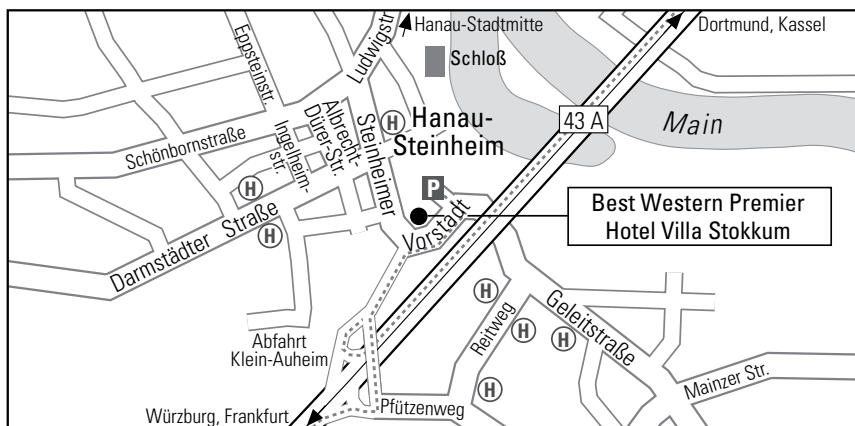 Hanau-Stadtmitte
Dortmund, Kassel
Eppsteinstr.
Ludwigstr.
Schloß
Hanau-
Steinheim
43 A
Main
Schönbornstraße
Ingelheim-
str.
Albrecht-
Dürer-Str.
Steinheimer
H
P
H
H
Vorstadt
Best Western Premier
Hotel Villa Stokkum
Darmstädter Straße
H
Geleitstraße
H
H
Reitweg
Abfahrt
Klein-Auheim
H
Mainzer Str.
Würzburg, Frankfurt
Pfützenweg